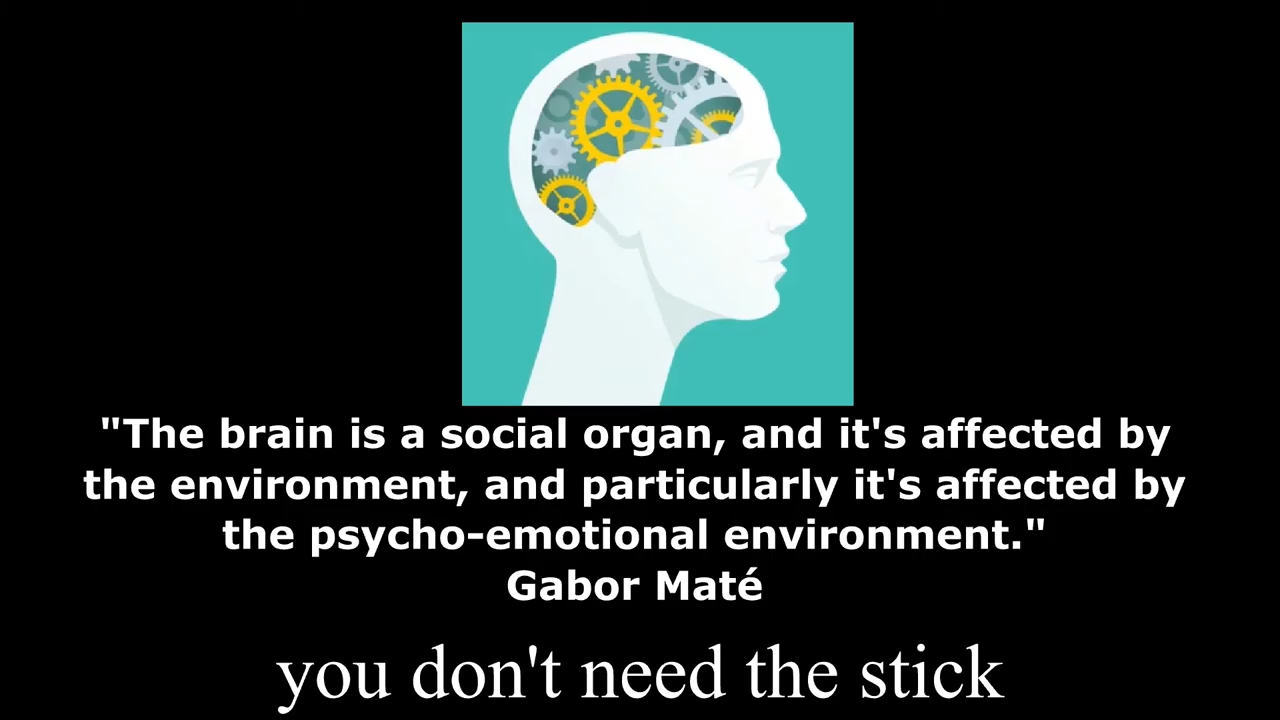 "The brain is a social organ, and it's affected by
the environment, and particularly it's affected by
the psycho-emotional environment."
Gabor Maté
you don't need the stick